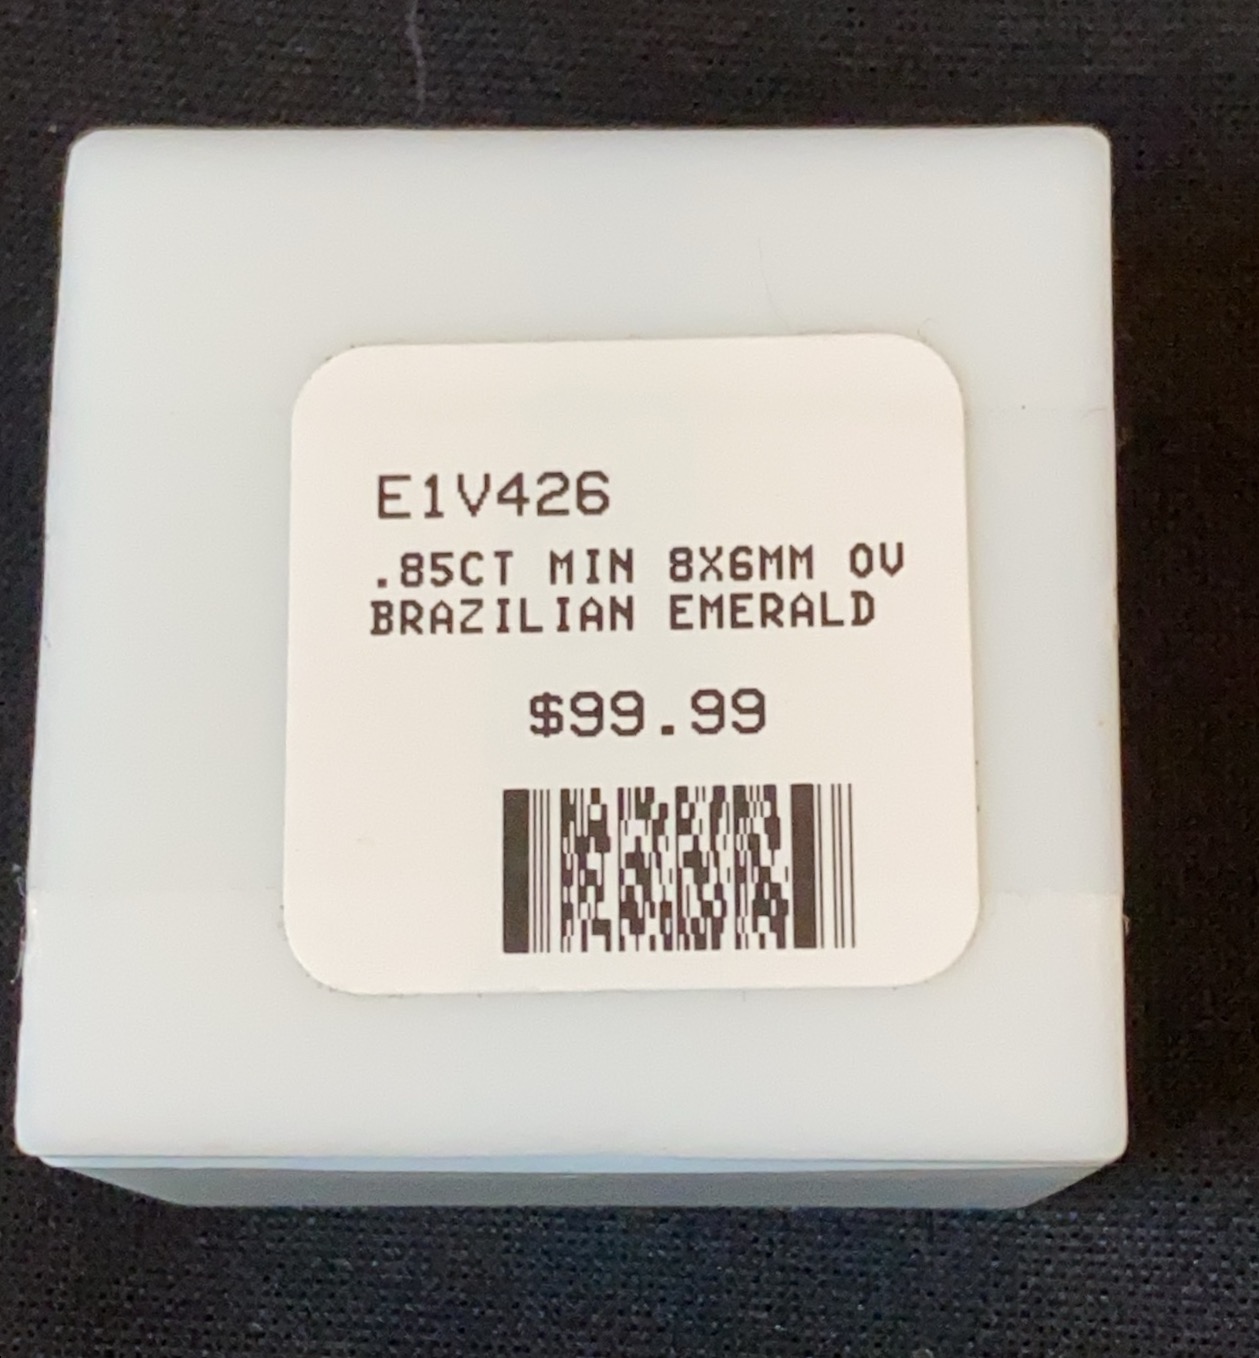 E1V426
.85CT MIN 8X6MM OV
BRAZILIAN EMERALD
$99.99